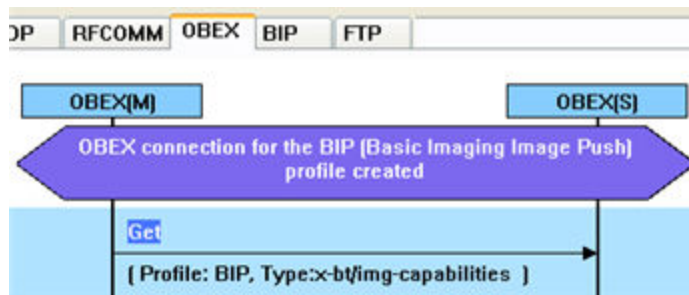 OP RFCOMM OBEX BIP FTP
OBEX(M) OBEX(S)
OBEX connection for the BIP (Basic Imaging Image Push)
profile created
Get
( Profile: BIP, Type:x-bt/img-capabilities )